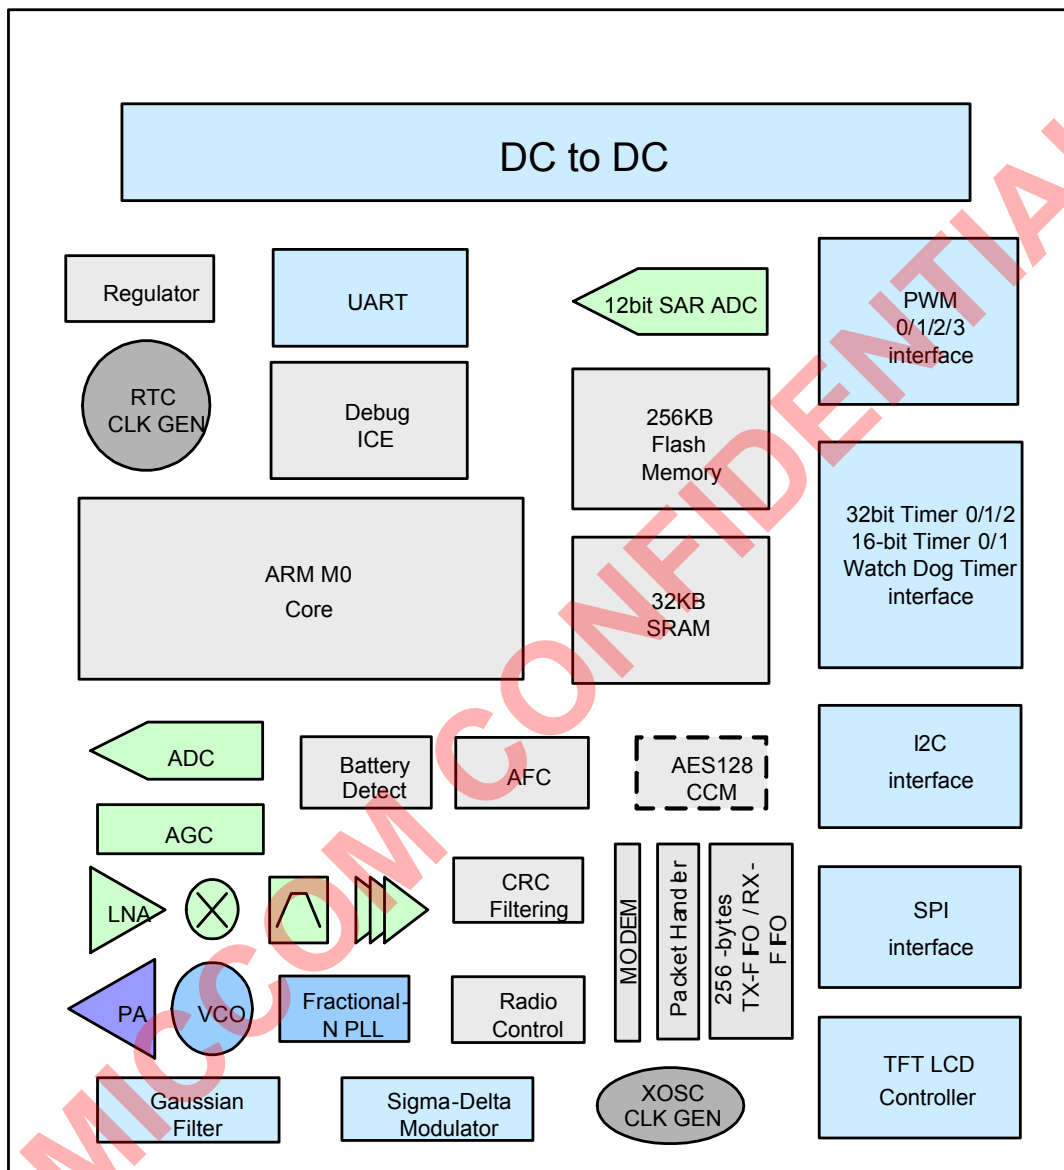 DC to DC
Regulator
UART
12bit SAR ADC
PWM
0/1/2/3
interface
RTC
CLK GEN
Debug
ICE
256KB
Flash
Memory
32bit Timer 0/1/2
16-bit Timer 0/1
Watch Dog Timer
interface
ARM M0
Core
32KB
SRAM
ADC
Battery
Detect
AFC
AES128
CCM
I2C
interface
AGC
LNA
CRC
Filtering
MODEM
Packet Handler
256 -bytes
TX-FIFO / RX-
FIFO
SPI
interface
PA
VCO
Fractional-
N PLL
Radio
Control
Gaussian
Filter
Sigma-Delta
Modulator
XOSC
CLK GEN
TFT LCD
Controller
MICCOM CONFIDENTIAL